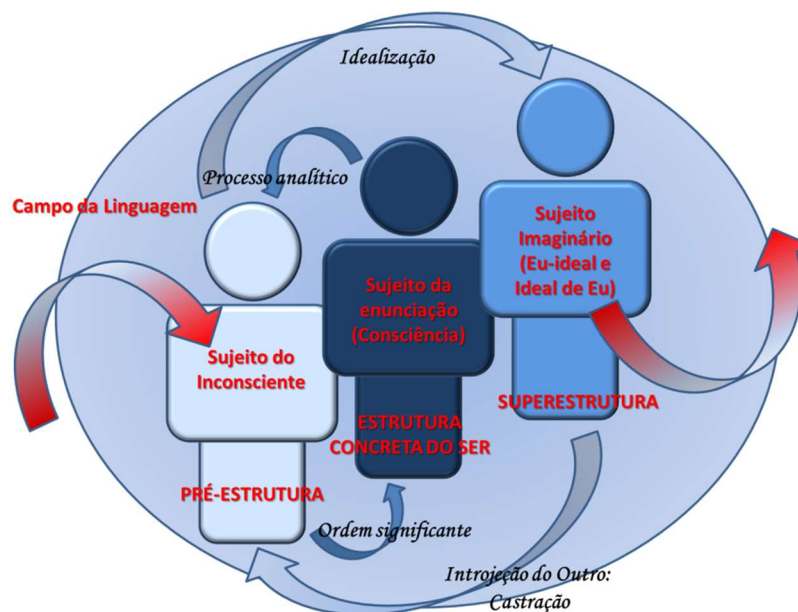 Idealização
Processo analítico
Campo da Linguagem
Sujeito
Imaginário
(Eu-ideal e
Ideal de Eu)
Sujeito da
enunciação
(Consciência)
Sujeito do
Inconsciente
SUPERESTRUTURA
ESTRUTURA
CONCRETA DO SER
PRÉ-ESTRUTURA
Ordem significante
Introjeção do Outro:
Castração